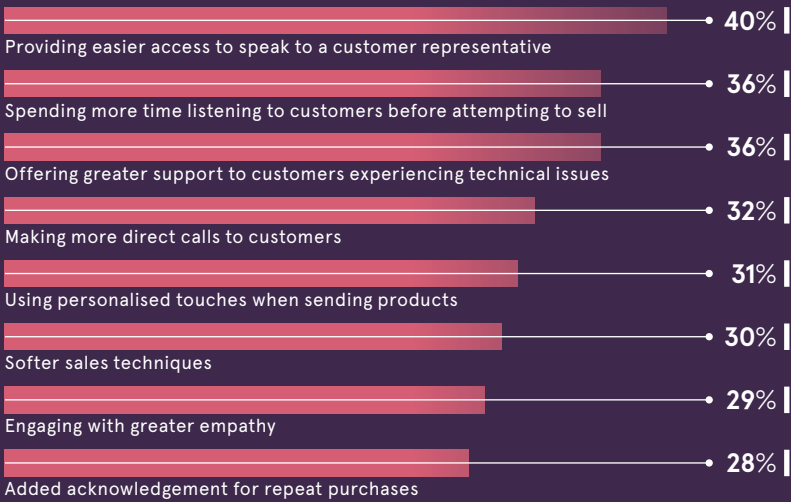 40%
Providing easier access to speak to a customer representative
36%
Spending more time listening to customers before attempting to sell
36%
Offering greater support to customers experiencing technical issues
32%
Making more direct calls to customers
31%
Using personalised touches when sending products
30%
Softer sales techniques
29%
Engaging with greater empathy
28%
Added acknowledgement for repeat purchases